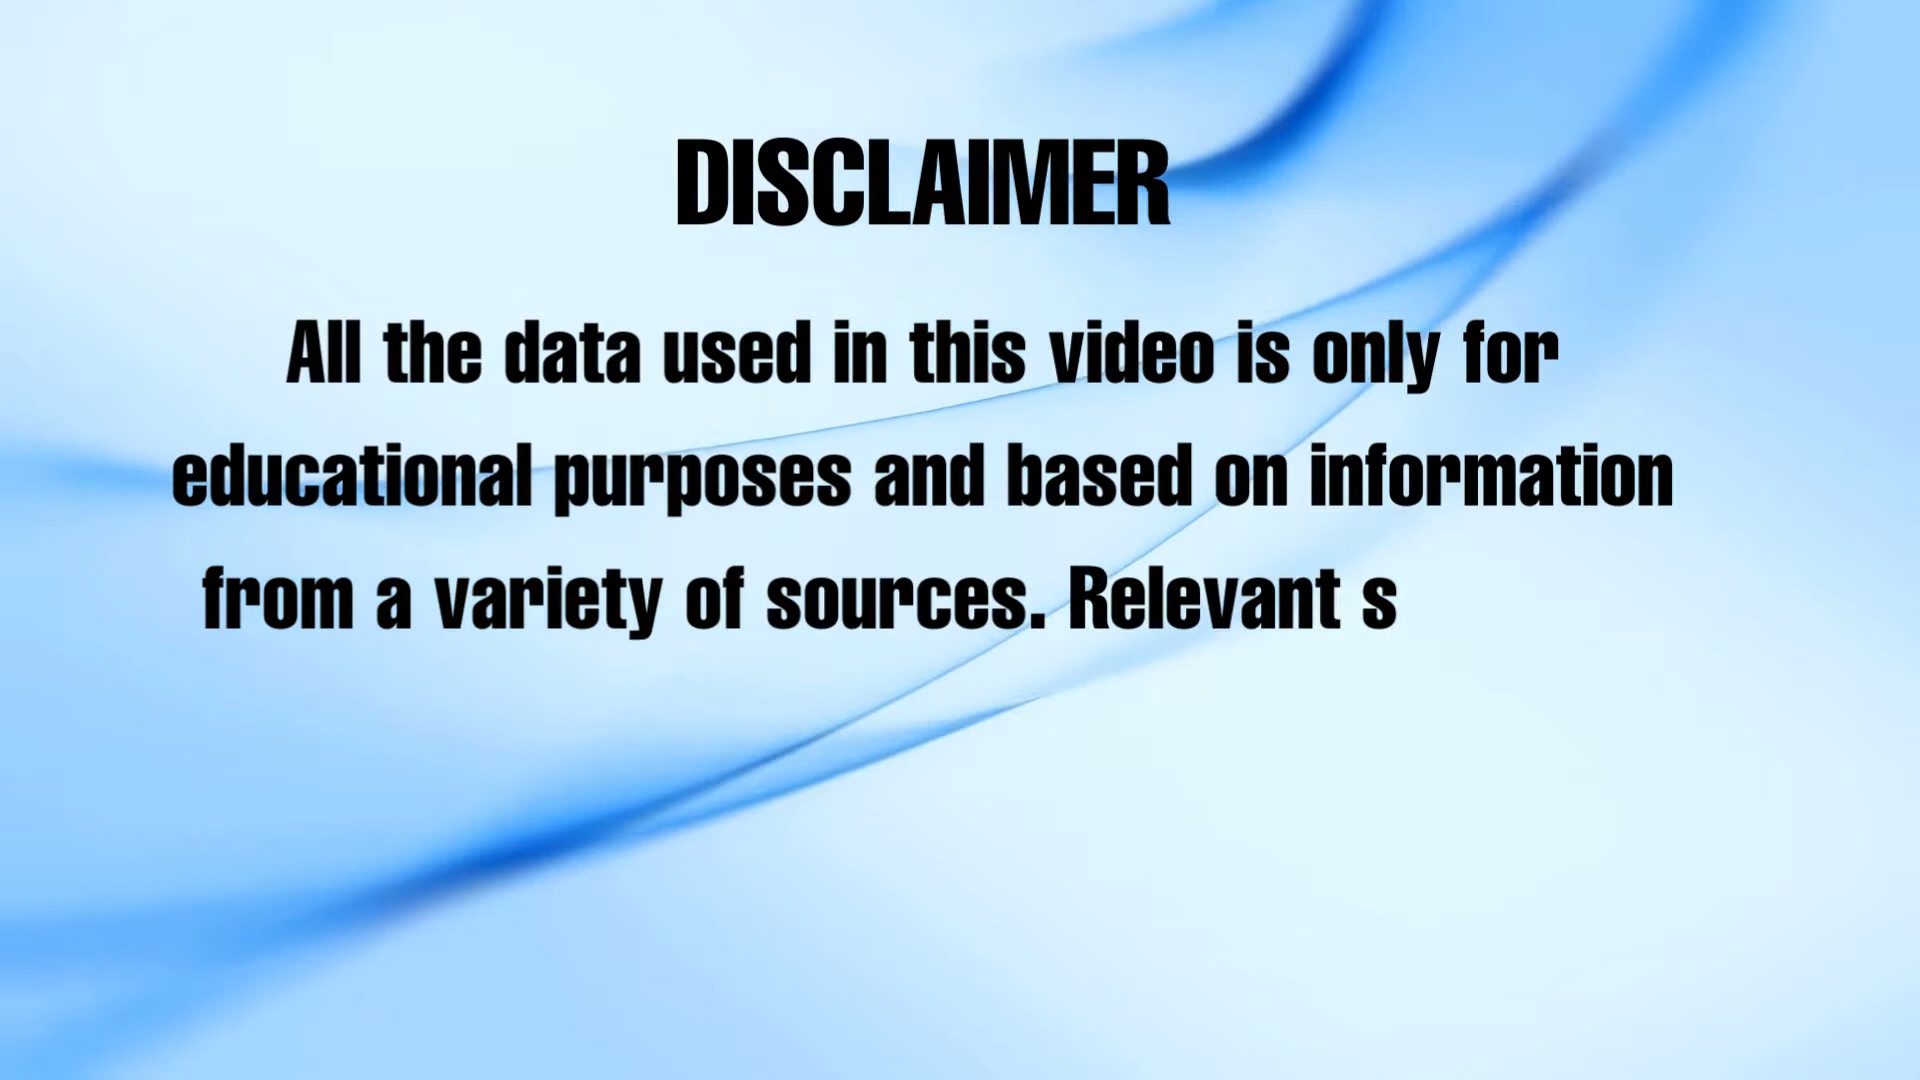 DISCLAIMER
All the data used in this video is only for
educational purposes and based on information
from a variety of sources. Relevant s